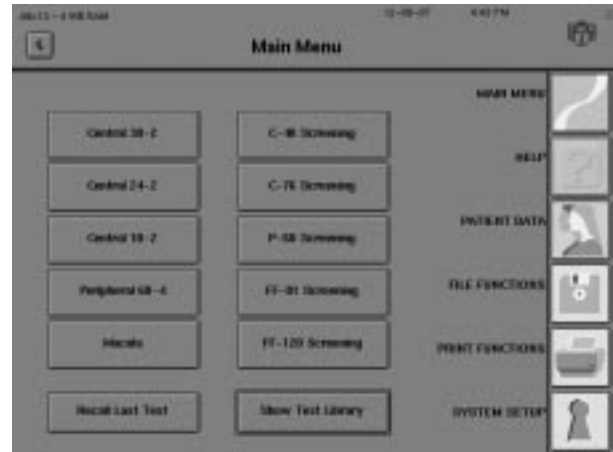 Main Menu
MAIN MENU
Central 30-2
C-40 Screening
HELP
Central 24-2
C-76 Screening
PATIENT DATA
Central 10-2
P-60 Screening
FILE FUNCTIONS
Peripheral 60-4
FF-81 Screening
Macula
FF-120 Screening
PRINT FUNCTIONS
Recall Last Test
Show Test Library
SYSTEM SETUP